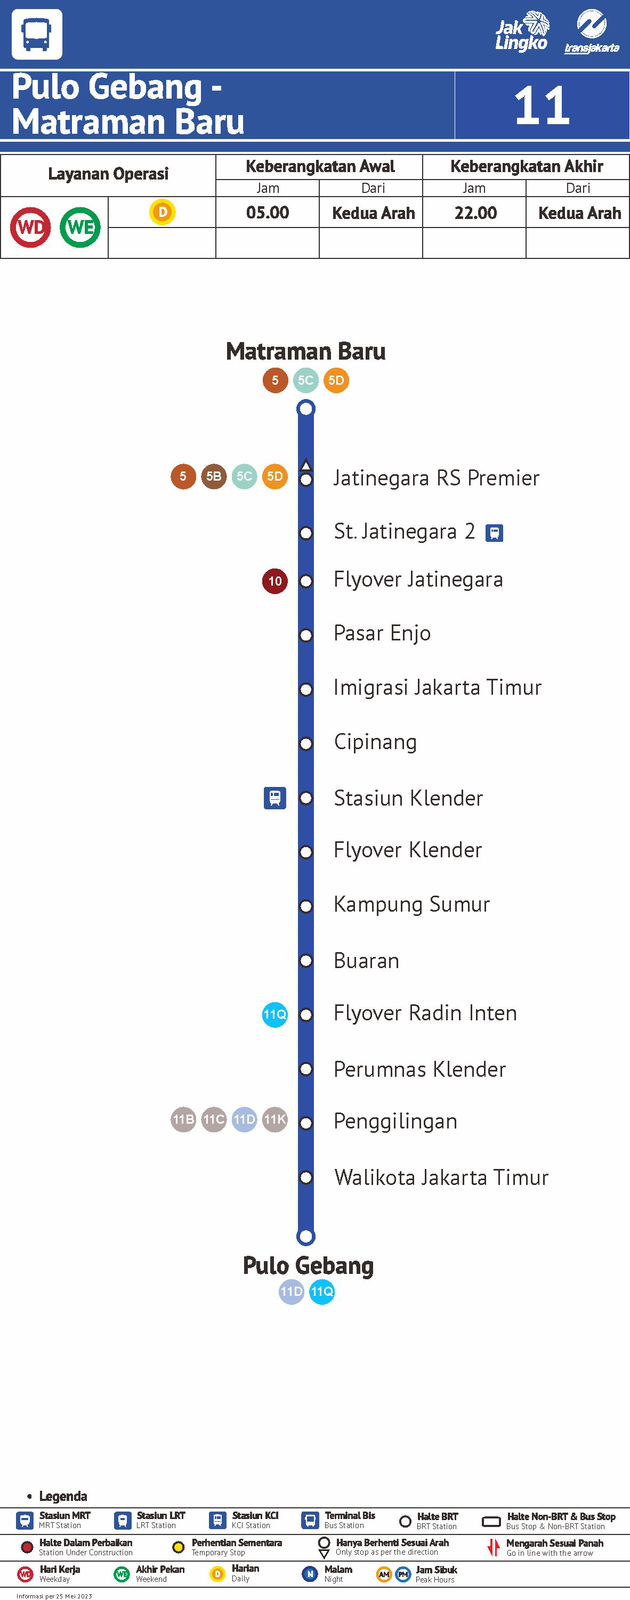 Jak
Lingko
transjakarta
Pulo Gebang -
Matraman Baru
11
Layanan Operasi
Keberangkatan Awal
Keberangkatan Akhir
Jam
Dari
Jam
Dari
WD
WE
D
05.00
Kedua Arah
22.00
Kedua Arah
Matraman Baru
5 5C 5D
5 5B 5C 5D Jatinegara RS Premier
St. Jatinegara 2
10 Flyover Jatinegara
Pasar Enjo
Imigrasi Jakarta Timur
Cipinang
Stasiun Klender
Flyover Klender
Kampung Sumur
Buaran
11Q Flyover Radin Inten
Perumnas Klender
11B 11C 11D 11K Penggilingan
Walikota Jakarta Timur
Pulo Gebang
11D 11Q
• Legenda
Stasiun MRT
MRT Station
Stasiun LRT
LRT Station
Stasiun KCI
KCI Station
Terminal Bis
Bus Station
Halte BRT
BRT Station
Halte Non-BRT & Bus Stop
Bus Stop & Non-BRT Station
Halte Dalam Perbaikan
Station Under Construction
Perhentian Sementara
Temporary Stop
Hanya Berhenti Sesuai Arah
Only stop as per the direction
Mengarah Sesuai Panah
Go in line with the arrow
WD
Hari Kerja
Weekday
WE
Akhir Pekan
Weekend
D
Harian
Daily
N
Malam
Night
AM PM
Jam Sibuk
Peak Hours
Informasi per 25 Mei 2023